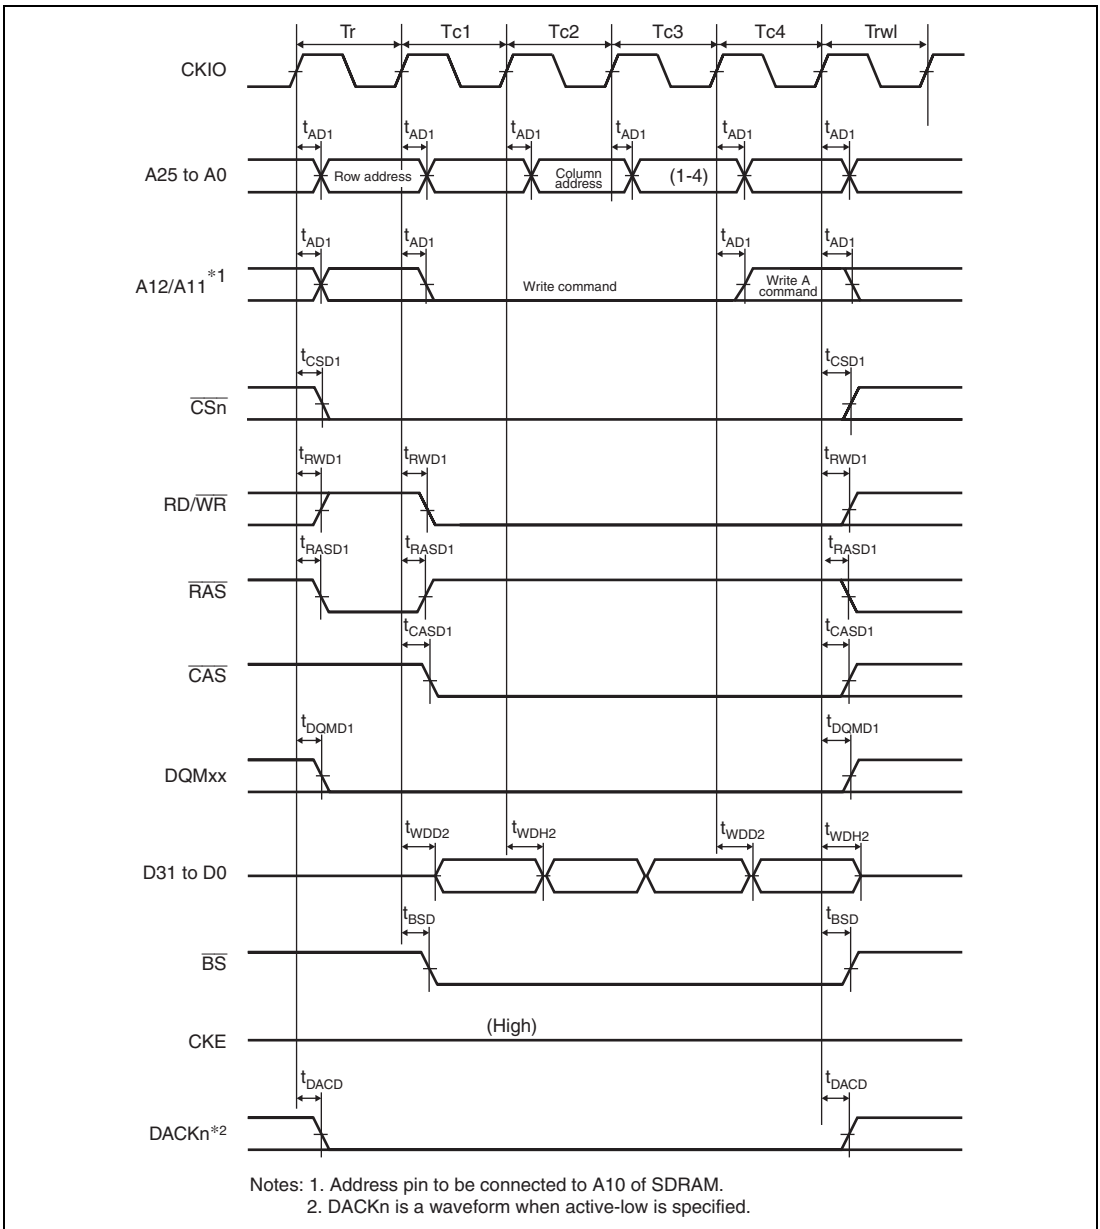 Tr Tc1 Tc2 Tc3 Tc4 Trwl
CKIO
tAD1 tAD1 tAD1 tAD1 tAD1 tAD1
A25 to A0 Row address Column address (1-4)
tAD1 tAD1 tAD1 tAD1
A12/A11*1 Write command Write A command
tCSD1 tCSD1
CSn
tRWD1 tRWD1 tRWD1
RD/WR
tRASD1 tRASD1 tRASD1
RAS
tCASD1 tCASD1
CAS
tDQMD1 tDQMD1
DQMxx
tWDD2 tWDH2 tWDD2 tWDH2
D31 to D0
tBSD tBSD
BS
(High)
CKE
tDACD tDACD
DACKn*2
Notes: 1. Address pin to be connected to A10 of SDRAM.
2. DACKn is a waveform when active-low is specified.